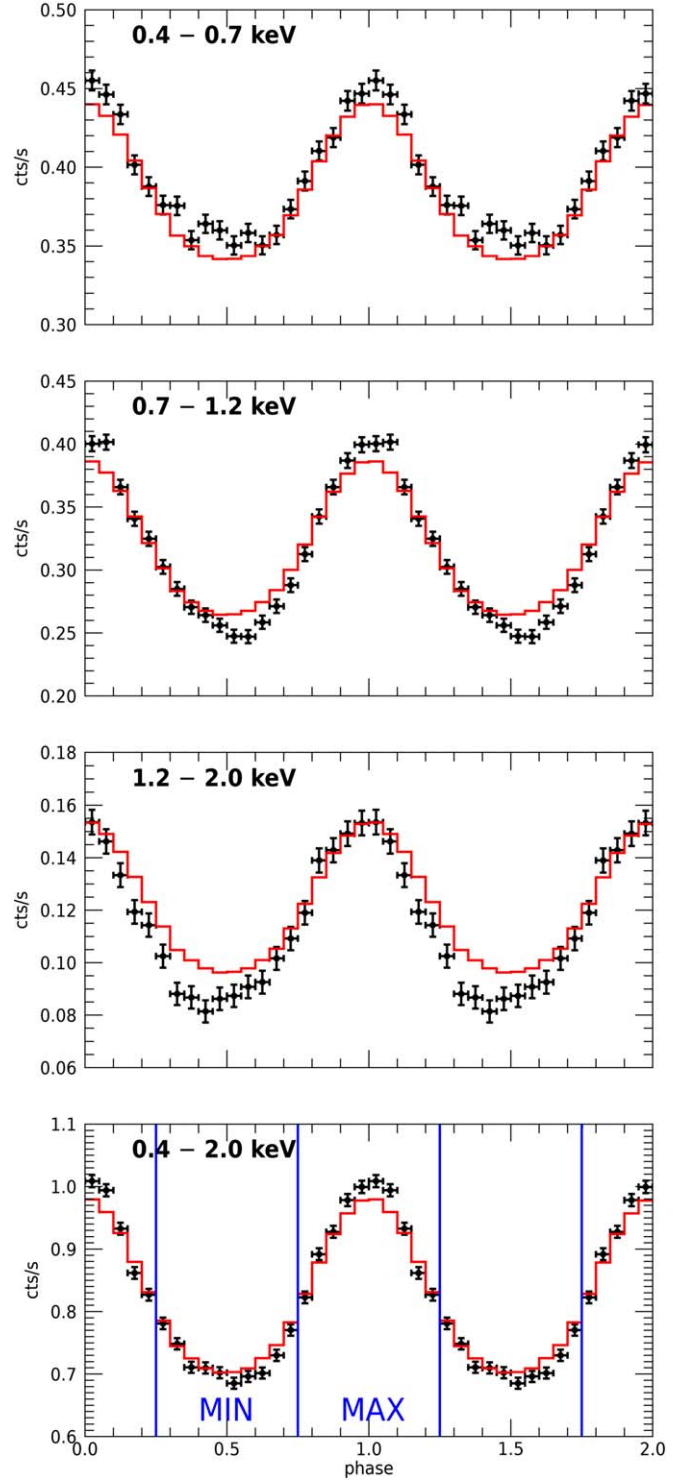 0.50
0.4 – 0.7 keV
0.45
cts/s
0.40
0.35
0.30
0.45
0.7 – 1.2 keV
0.40
0.35
cts/s
0.30
0.25
0.20
0.18
1.2 – 2.0 keV
0.16
0.14
cts/s
0.12
0.10
0.08
0.06
1.1
0.4 – 2.0 keV
1.0
0.9
cts/s
0.8
0.7
MIN MAX
0.6
0.0 0.5 1.0 1.5 2.0
phase